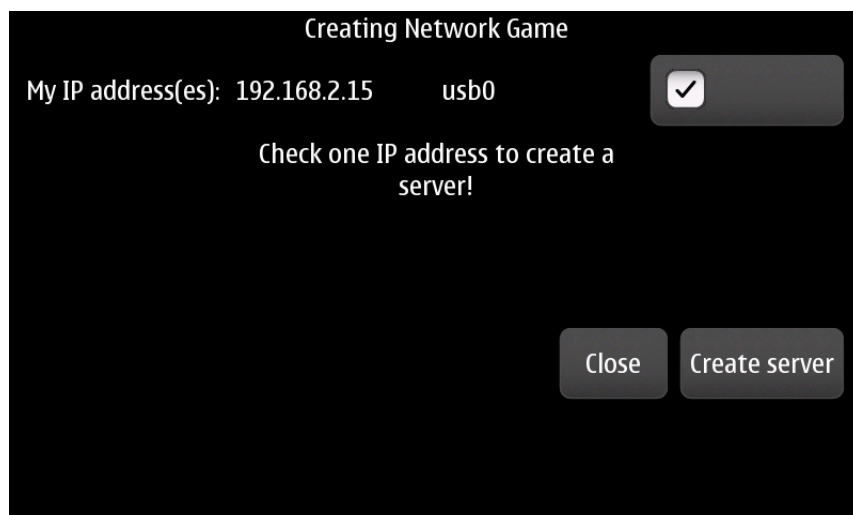 Creating Network Game
My IP address(es): 192.168.2.15 usb0
Check one IP address to create a
server!
Close Create server